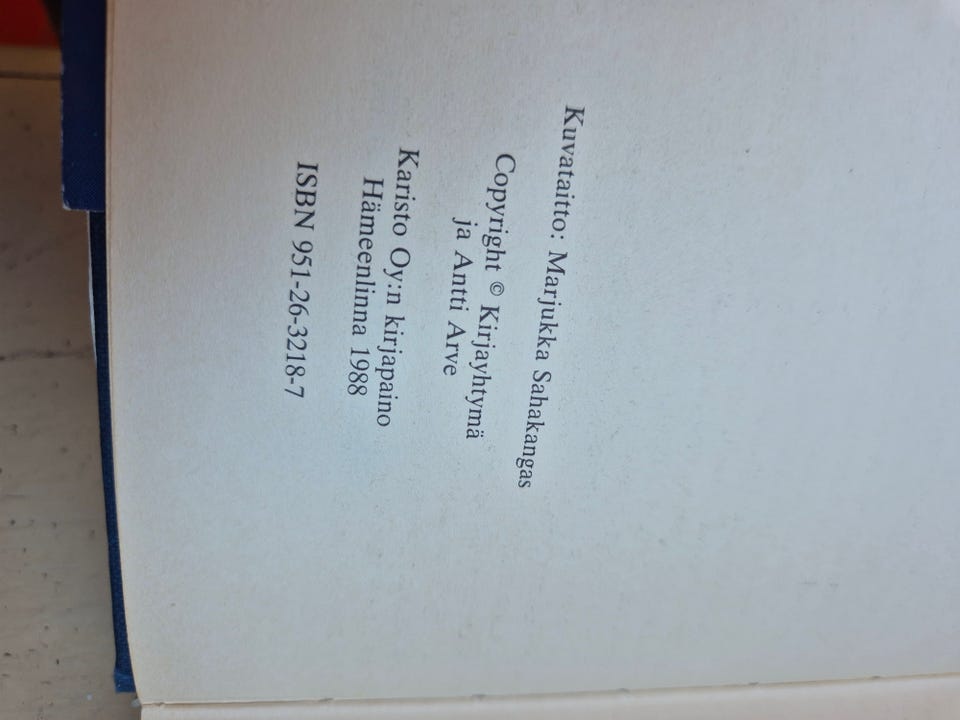 Kuvataitto: Marjukka Sahakangas
Copyright © Kirjayhtymä
ja Antti Arve
Karisto Oy:n kirjapaino
Hämeenlinna 1988
ISBN 951-26-3218-7